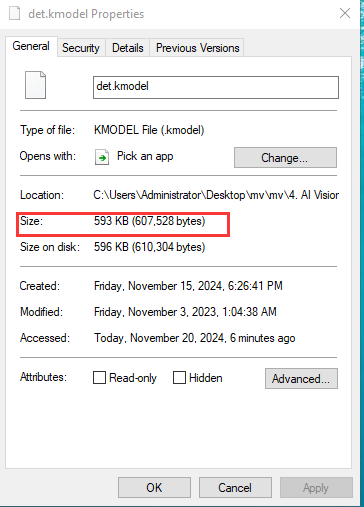 det.kmodel Properties
General Security Details Previous Versions
det.kmodel
Type of file: KMODEL File (.kmodel)
Opens with: Pick an app Change...
Location: C:\Users\Administrator\Desktop\mv\mv\4. AI Vision
Size: 593 KB (607,528 bytes)
Size on disk: 596 KB (610,304 bytes)
Created: Friday, November 15, 2024, 6:26:41 PM
Modified: Friday, November 3, 2023, 1:04:38 AM
Accessed: Today, November 20, 2024, 6 minutes ago
Attributes: Read-only Hidden Advanced...
OK Cancel Apply